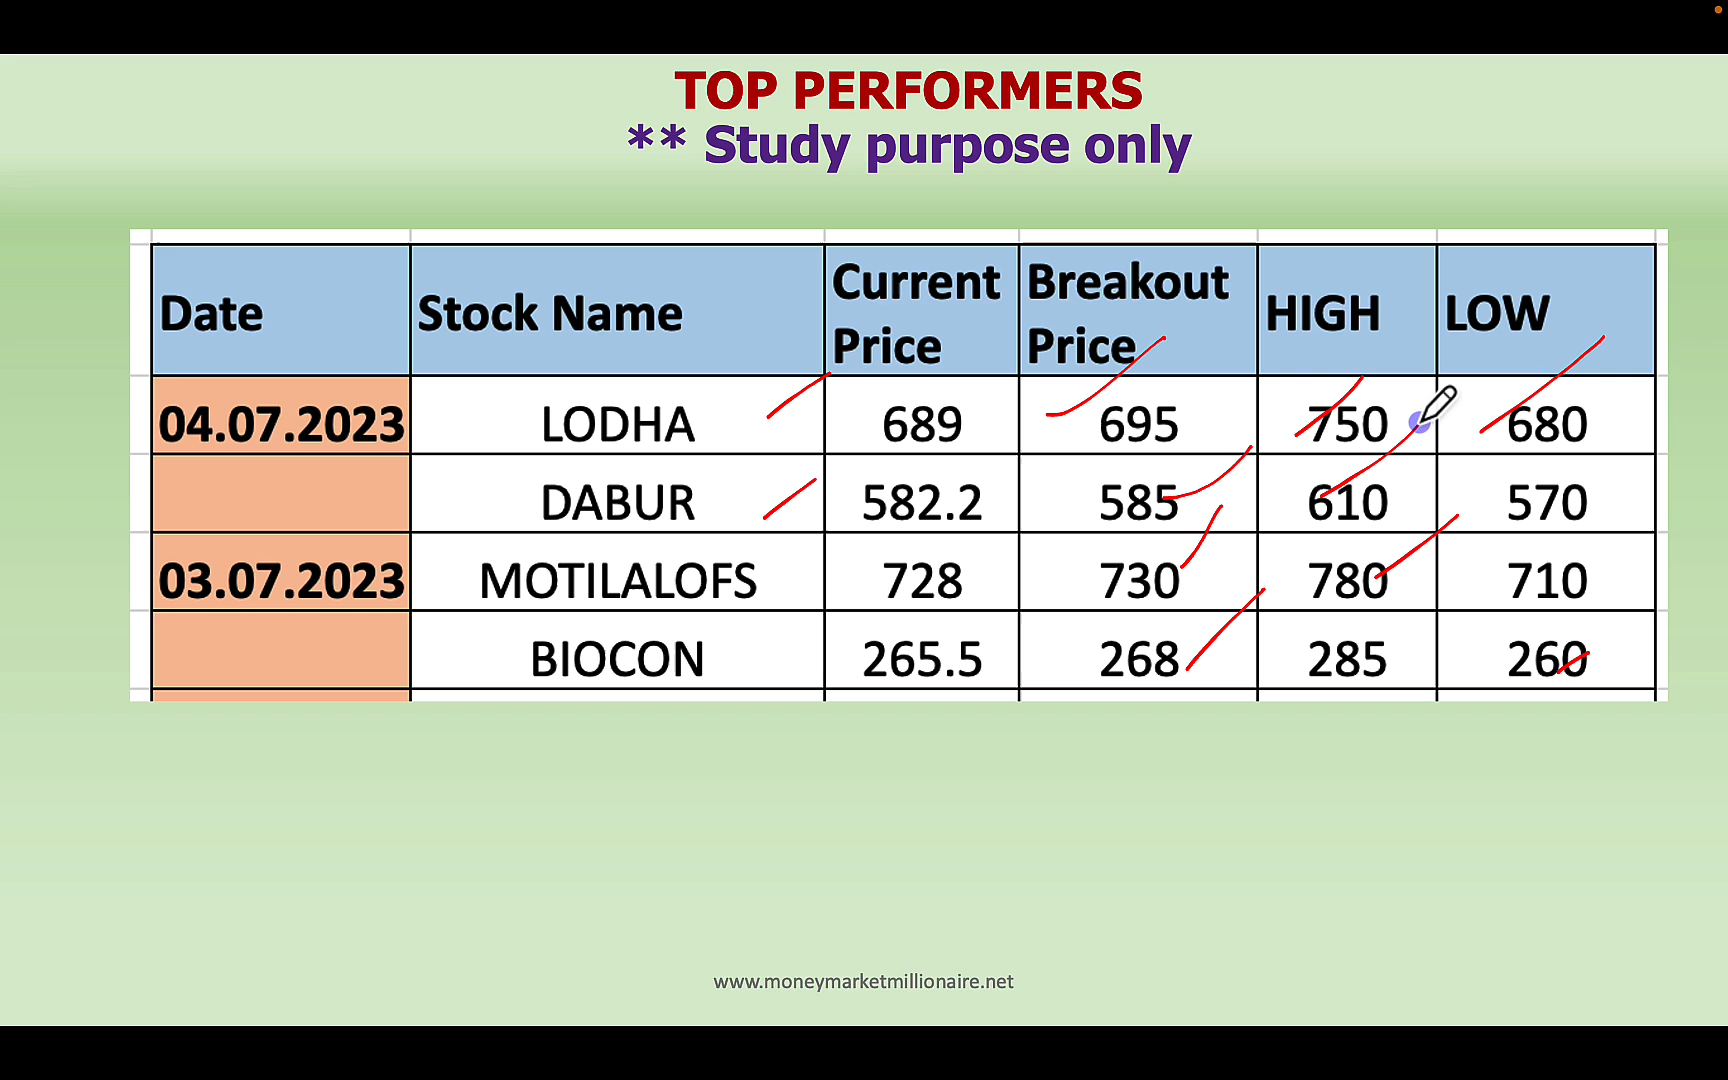 TOP PERFORMERS
** Study purpose only
Date Stock Name Current Price Breakout Price HIGH LOW
04.07.2023 LODHA 689 695 750 680
DABUR 582.2 585 610 570
03.07.2023 MOTILALOFS 728 730 780 710
BIOCON 265.5 268 285 260
www.moneymarketmillionaire.net